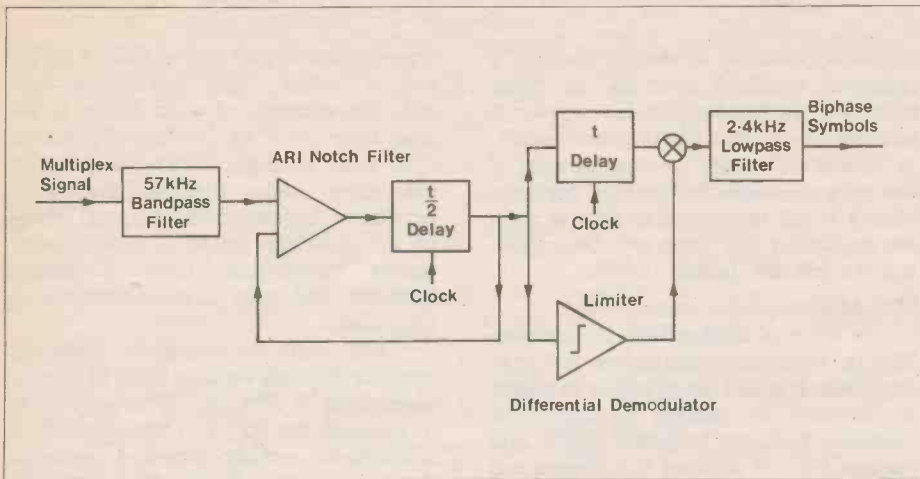 Multiplex
Signal
57kHz
Bandpass
Filter
ARI Notch Filter
t/2
Delay
Clock
t
Delay
Clock
Limiter
Differential Demodulator
2·4kHz
Lowpass
Filter
Biphase
Symbols